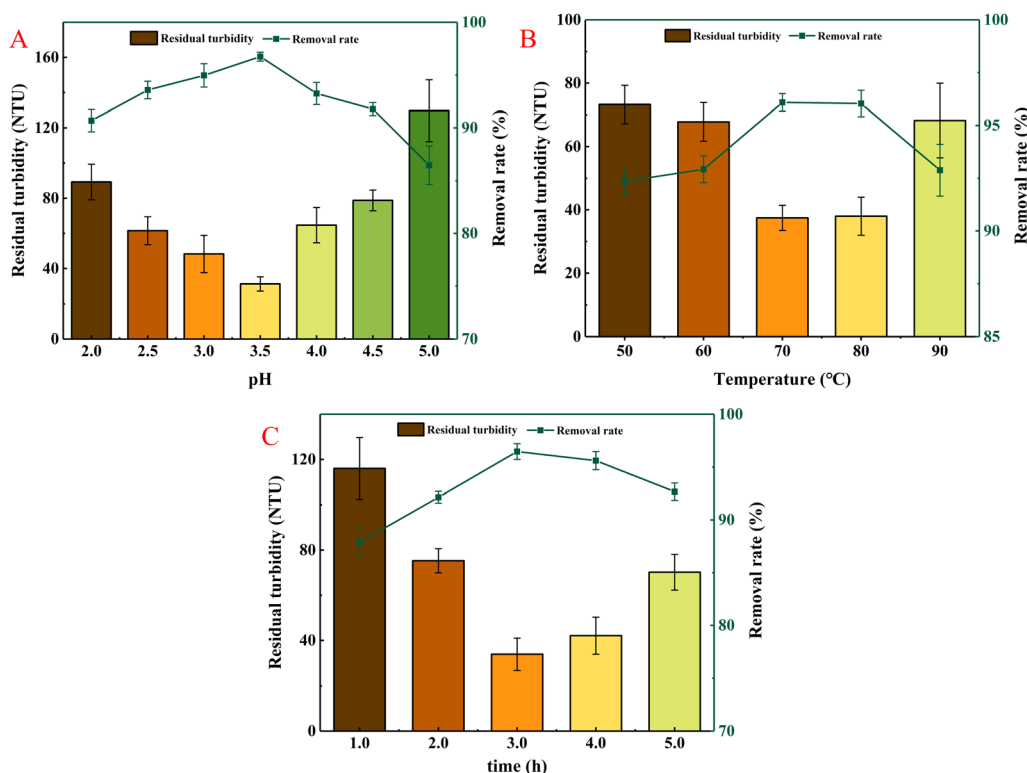 A
Residual turbidity
Removal rate
Residual turbidity (NTU)
160
120
80
40
0
100
90
80
70
Removal rate (%)
2.0 2.5 3.0 3.5 4.0 4.5 5.0
pH
B
Residual turbidity
Removal rate
Residual turbidity (NTU)
100
80
60
40
20
0
100
95
90
85
Removal rate (%)
50 60 70 80 90
Temperature (℃)
C
Residual turbidity
Removal rate
Residual turbidity (NTU)
120
80
40
0
100
90
80
70
Removal rate (%)
1.0 2.0 3.0 4.0 5.0
time (h)